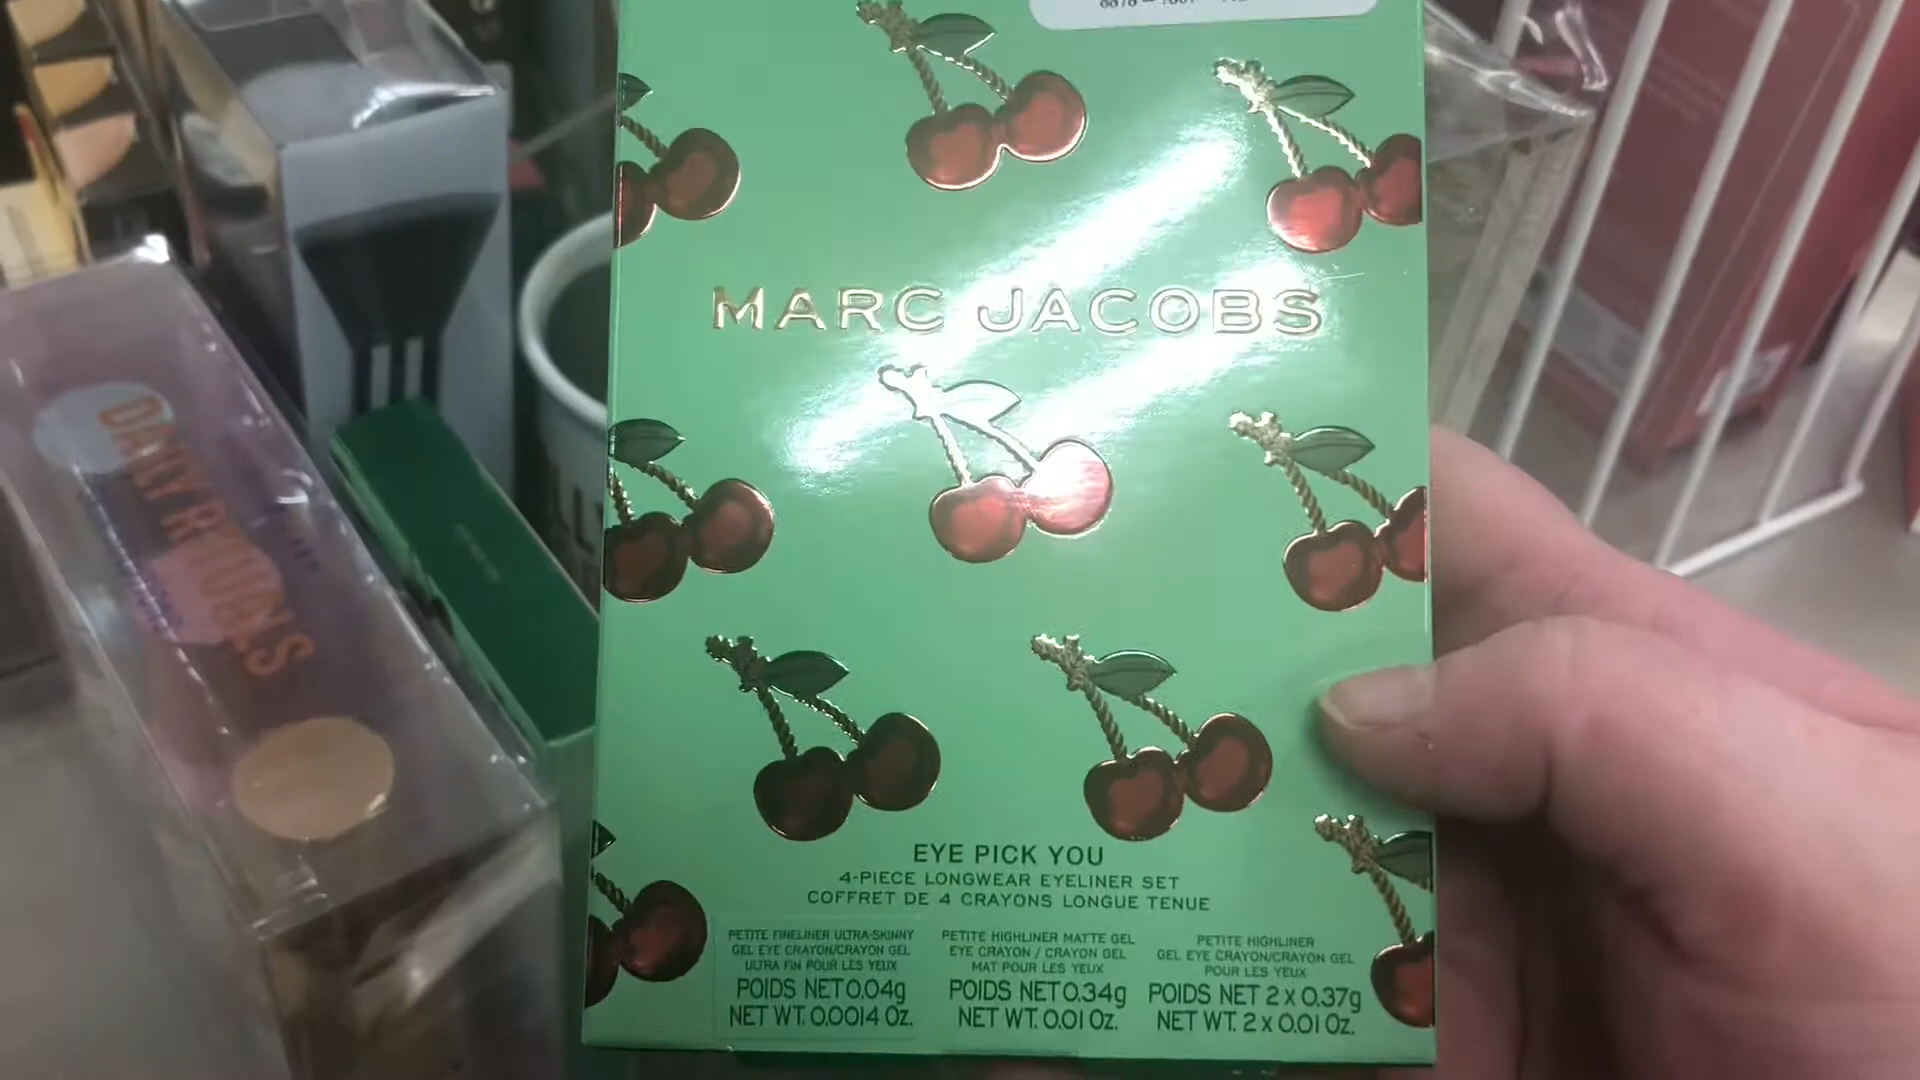 MARC JACOBS
EYE PICK YOU
4-PIECE LONGWEAR EYELINER SET
COFFRET DE 4 CRAYONS LONGUE TENUE
PETITE FINELINER ULTRA-SKINNY
GEL EYE CRAYON/CRAYON GEL
ULTRA FIN POUR LES YEUX
POIDS NET 0.04g
NET WT. 0.0014 Oz.
PETITE HIGHLINER MATTE GEL
EYE CRAYON / CRAYON GEL
MAT POUR LES YEUX
POIDS NET 0.34g
NET WT. 0.01 Oz.
PETITE HIGHLINER
GEL EYE CRAYON/CRAYON GEL
POUR LES YEUX
POIDS NET 2 x 0.37g
NET WT. 2 x 0.01 Oz.
DAILY RITUALS